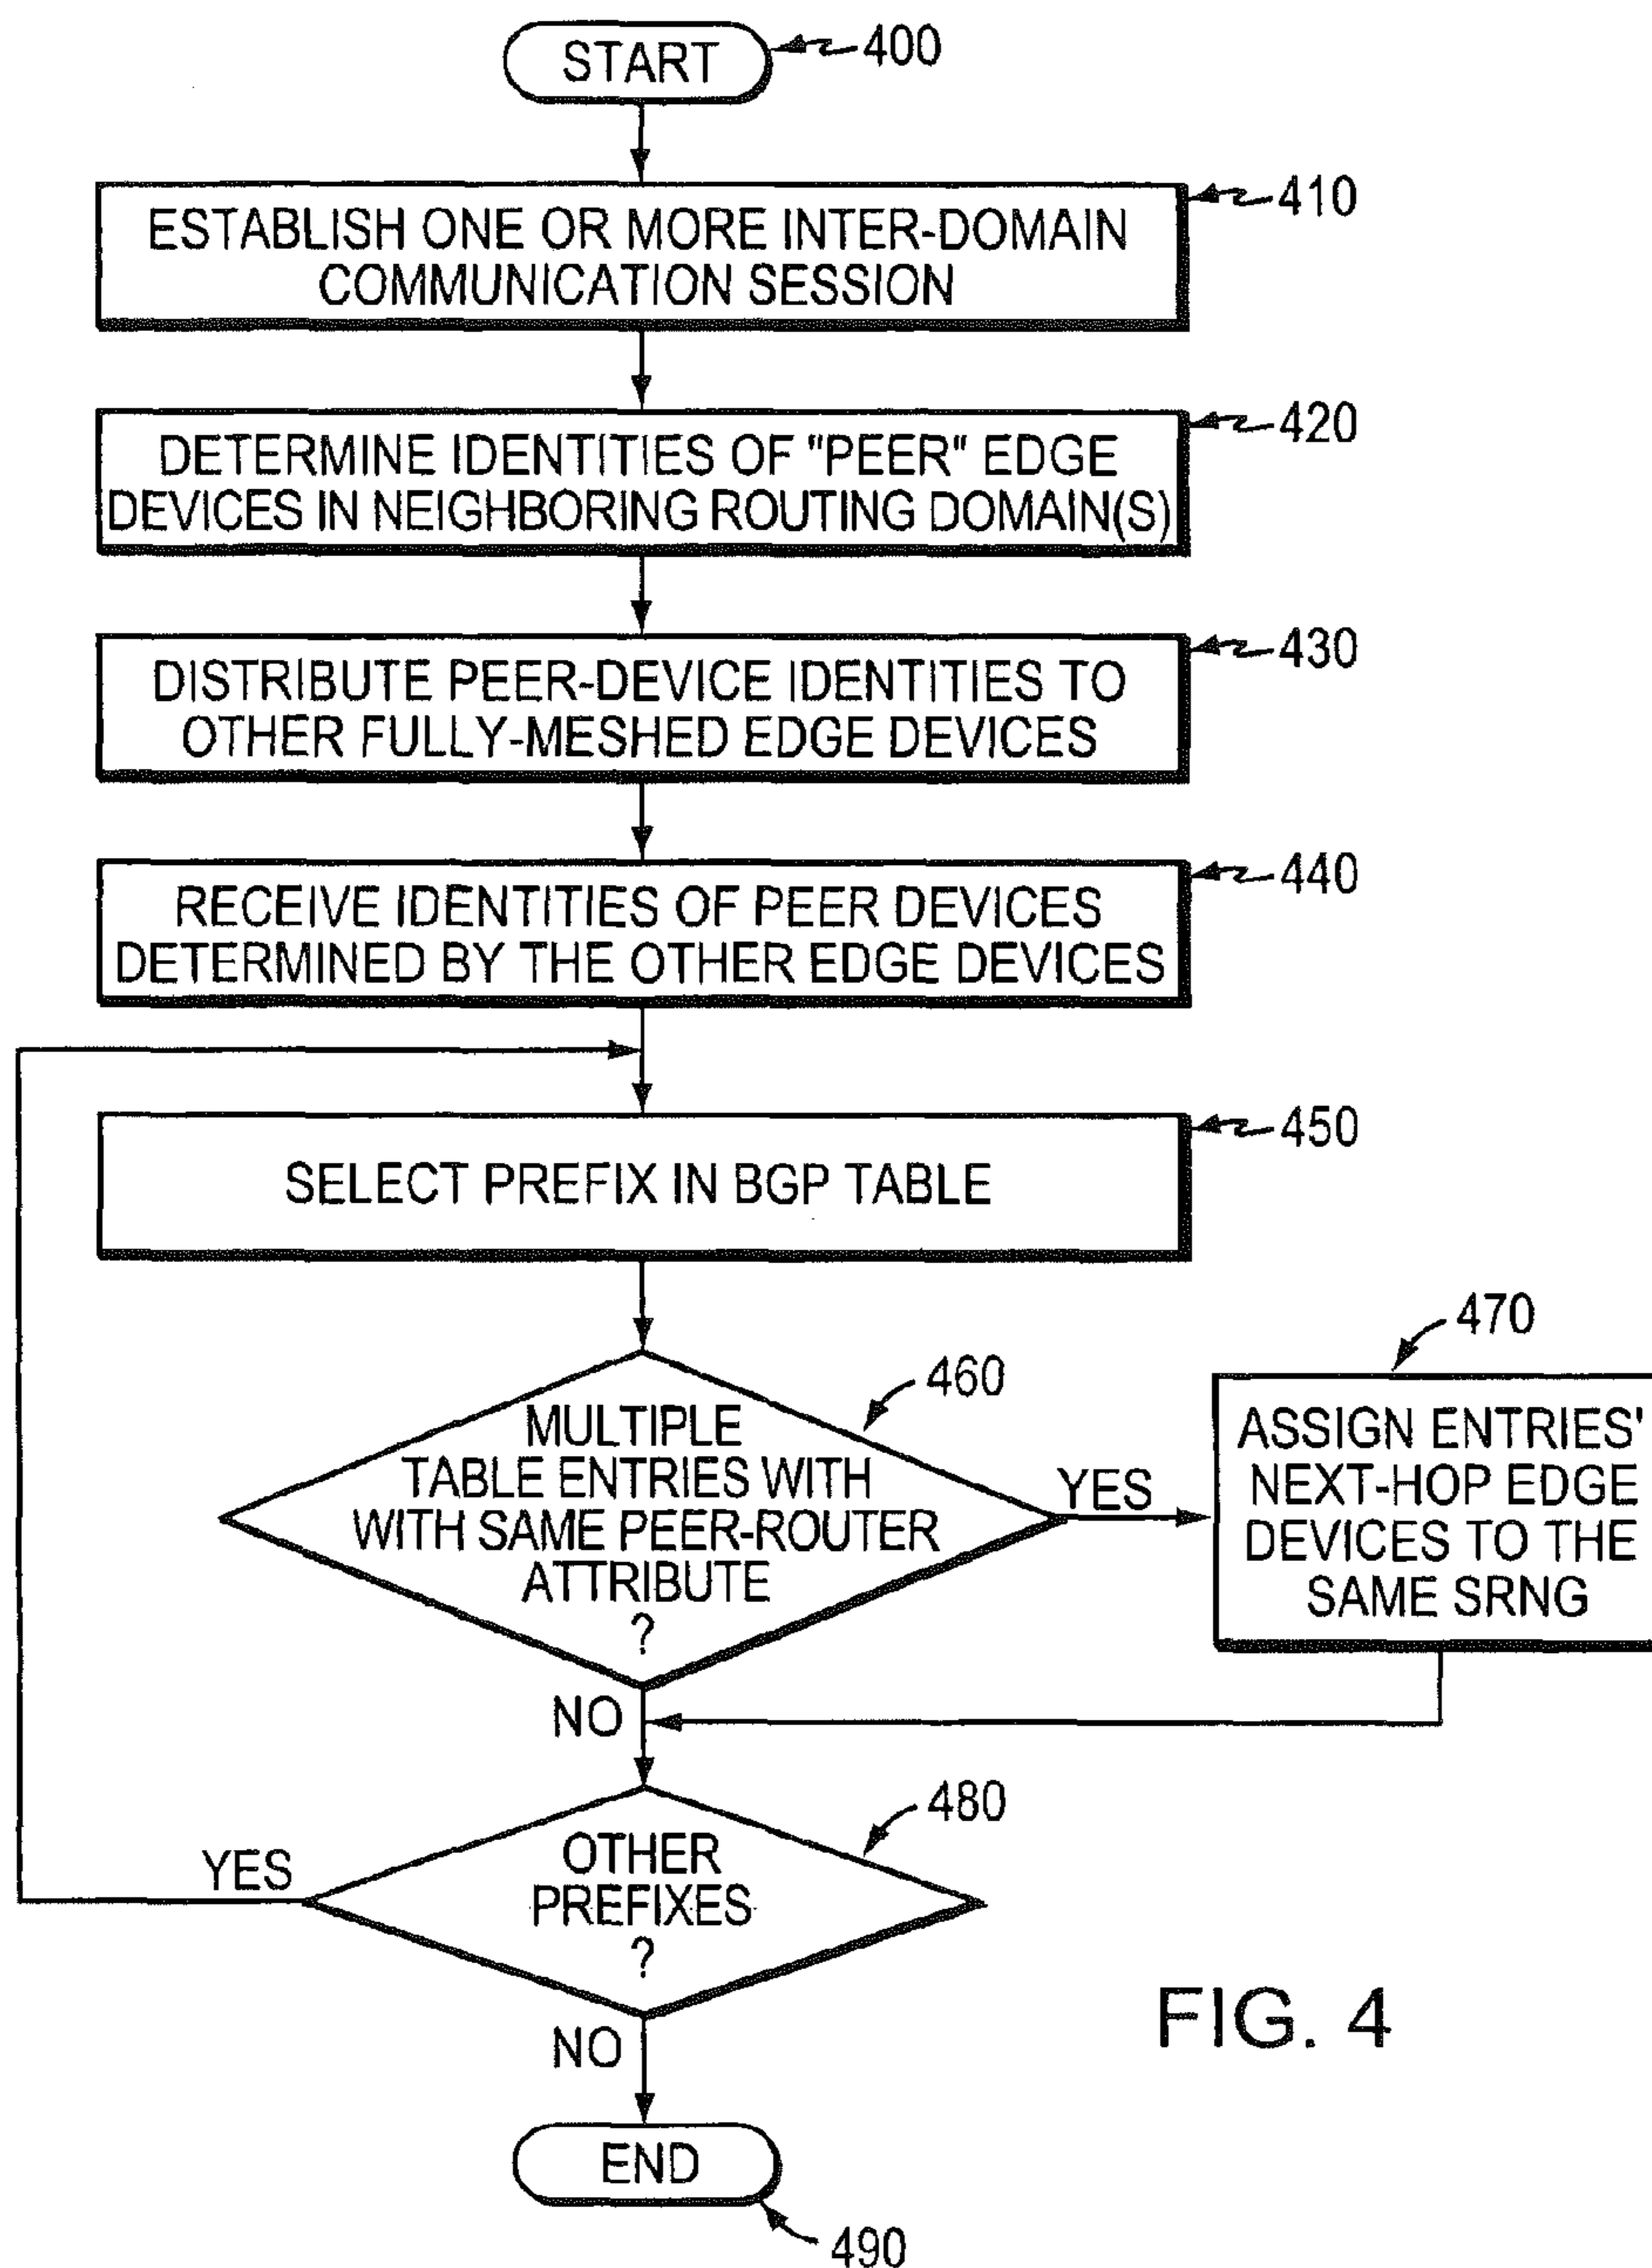 START
400
ESTABLISH ONE OR MORE INTER-DOMAIN
COMMUNICATION SESSION
410
DETERMINE IDENTITIES OF "PEER" EDGE
DEVICES IN NEIGHBORING ROUTING DOMAIN(S)
420
DISTRIBUTE PEER-DEVICE IDENTITIES TO
OTHER FULLY-MESHED EDGE DEVICES
430
RECEIVE IDENTITIES OF PEER DEVICES
DETERMINED BY THE OTHER EDGE DEVICES
440
SELECT PREFIX IN BGP TABLE
450
MULTIPLE
TABLE ENTRIES WITH
WITH SAME PEER-ROUTER
ATTRIBUTE
?
460
YES
470
ASSIGN ENTRIES'
NEXT-HOP EDGE
DEVICES TO THE
SAME SRNG
NO
OTHER
PREFIXES
?
480
YES
NO
END
490
FIG. 4